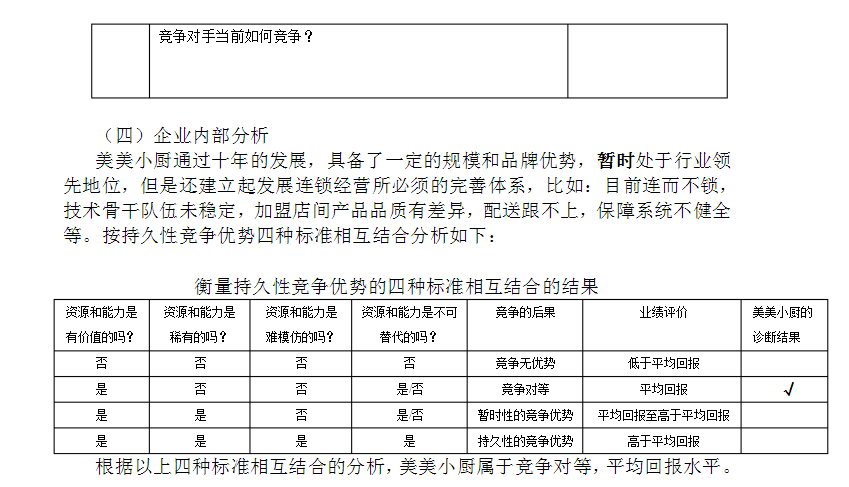 竞争对手当前如何竞争？
（四）企业内部分析
美美小厨通过十年的发展，具备了一定的规模和品牌优势，暂时处于行业领
先地位，但是还建立起发展连锁经营所必须的完善体系，比如：目前连而不锁，
技术骨干队伍未稳定，加盟店间产品品质有差异，配送跟不上，保障系统不健全
等。按持久性竞争优势四种标准相互结合分析如下：
衡量持久性竞争优势的四种标准相互结合的结果
资源和能力是有价值的吗？ 资源和能力是稀有的吗？ 资源和能力是难模仿的吗？ 资源和能力是不可替代的吗？ 竞争的后果 业绩评价 美美小厨的诊断结果
否 否 否 否 竞争无优势 低于平均回报
是 否 否 是/否 竞争对等 平均回报 √
是 是 否 是/否 暂时性的竞争优势 平均回报至高于平均回报
是 是 是 是 持久性的竞争优势 高于平均回报
根据以上四种标准相互结合的分析，美美小厨属于竞争对等，平均回报水平。